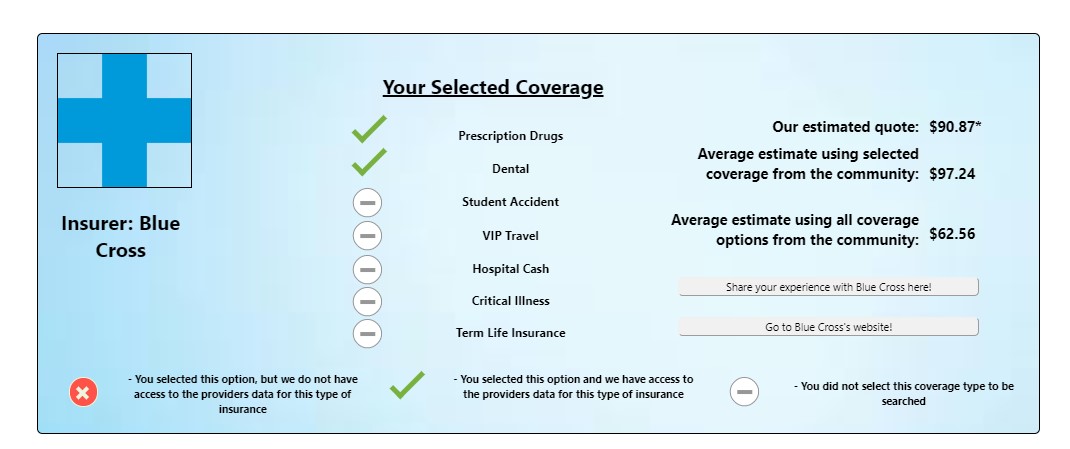 Your Selected Coverage
Prescription Drugs
Dental
Student Accident
VIP Travel
Hospital Cash
Critical Illness
Term Life Insurance
Insurer: Blue
Cross
Our estimated quote: $90.87*
Average estimate using selected
coverage from the community: $97.24
Average estimate using all coverage
options from the community: $62.56
Share your experience with Blue Cross here!
Go to Blue Cross's website!
- You selected this option, but we do not have
access to the providers data for this type of
insurance
- You selected this option and we have access to
the providers data for this type of insurance
- You did not select this coverage type to be
searched